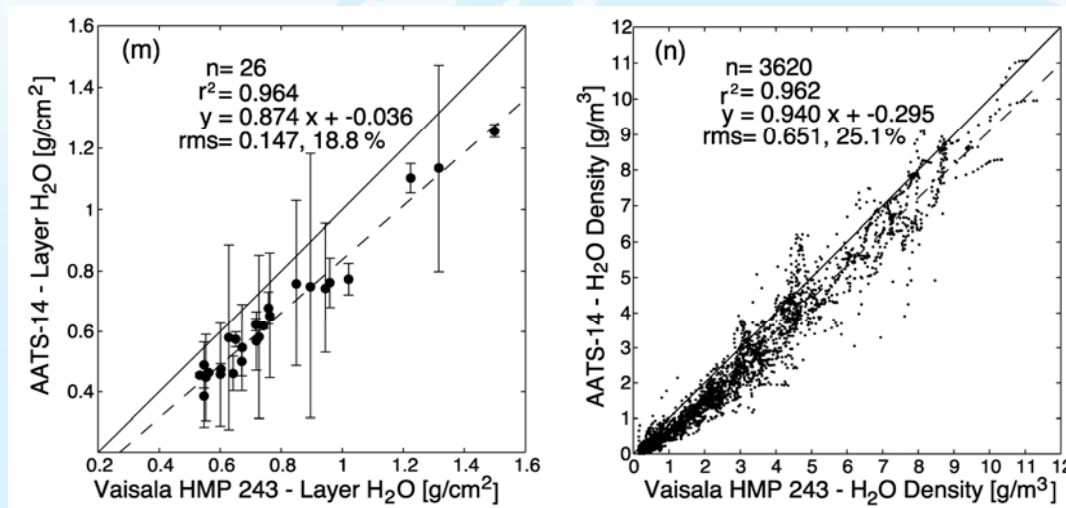 (m)
n= 26
r² = 0.964
y = 0.874 x + -0.036
rms= 0.147, 18.8 %
1.6
1.4
1.2
1
0.8
0.6
0.4
AATS-14 - Layer H₂O [g/cm²]
0.2 0.4 0.6 0.8 1 1.2 1.4 1.6
Vaisala HMP 243 - Layer H₂O [g/cm²]
(n)
n= 3620
r² = 0.962
y = 0.940 x + -0.295
rms= 0.651, 25.1%
12
11
10
9
8
7
6
5
4
3
2
1
0
AATS-14 - H₂O Density [g/m³]
0 1 2 3 4 5 6 7 8 9 10 11 12
Vaisala HMP 243 - H₂O Density [g/m³]